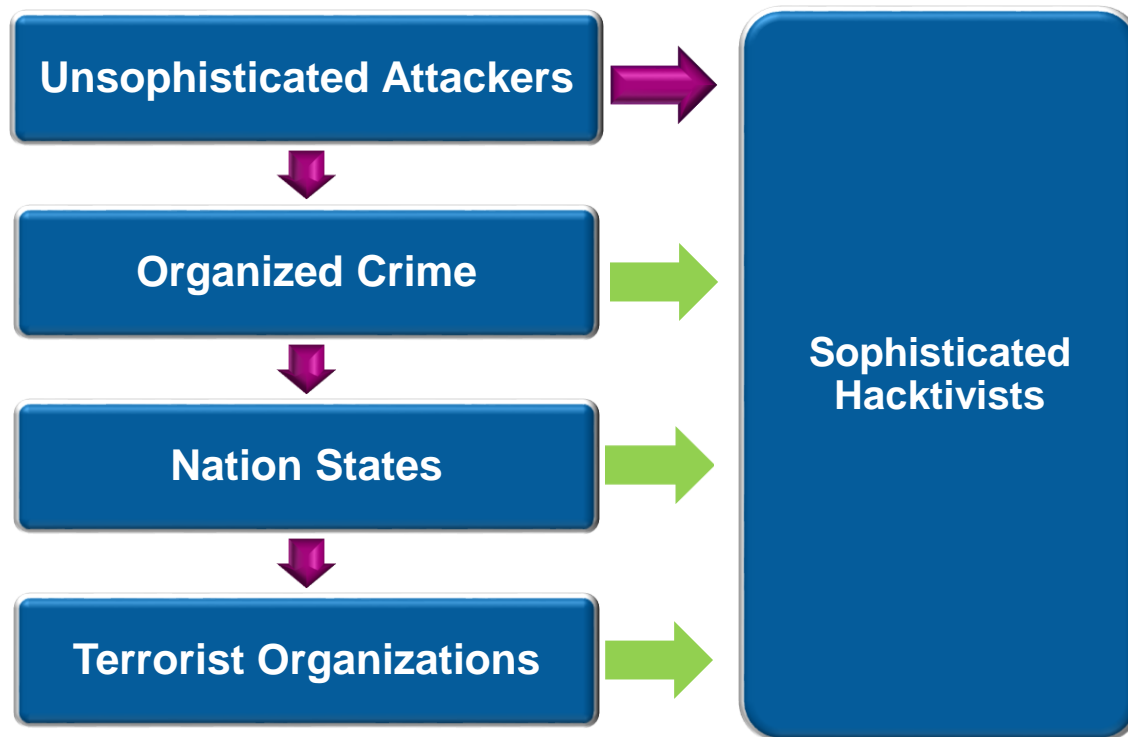 Unsophisticated Attackers
Organized Crime
Nation States
Terrorist Organizations
Sophisticated
Hacktivists